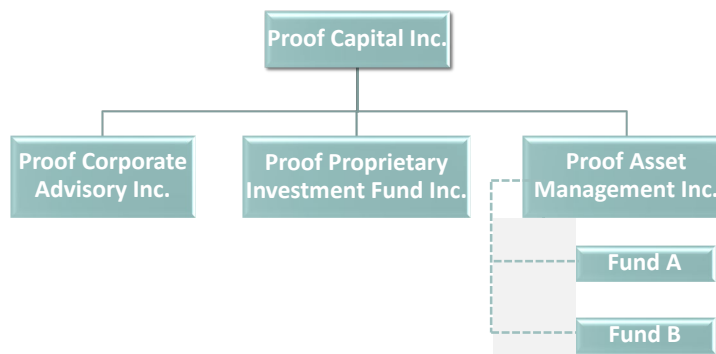 Proof Capital Inc.
Proof Corporate
Advisory Inc.
Proof Proprietary
Investment Fund Inc.
Proof Asset
Management Inc.
Fund A
Fund B